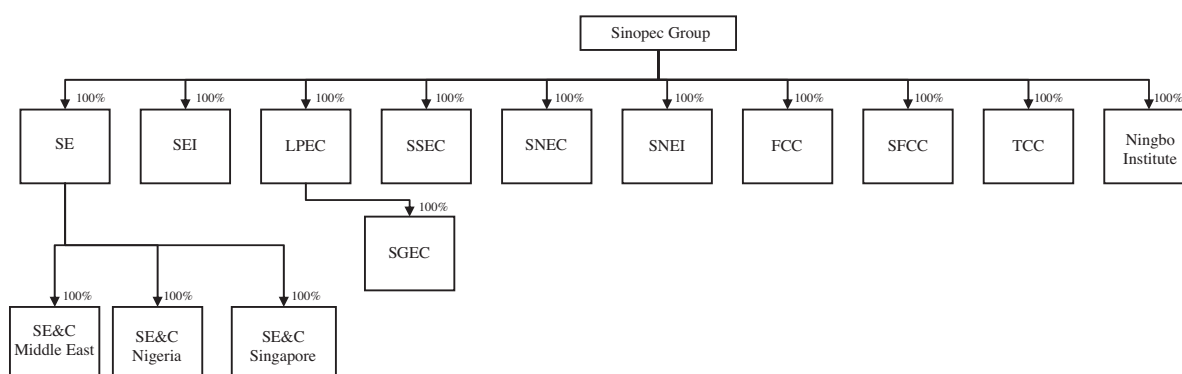 Sinopec Group
100%
100%
100%
100%
100%
100%
100%
100%
100%
100%
SE
SEI
LPEC
SSEC
SNEC
SNEI
FCC
SFCC
TCC
Ningbo
Institute
100%
SGEC
100%
100%
100%
SE&C
Middle East
SE&C
Nigeria
SE&C
Singapore